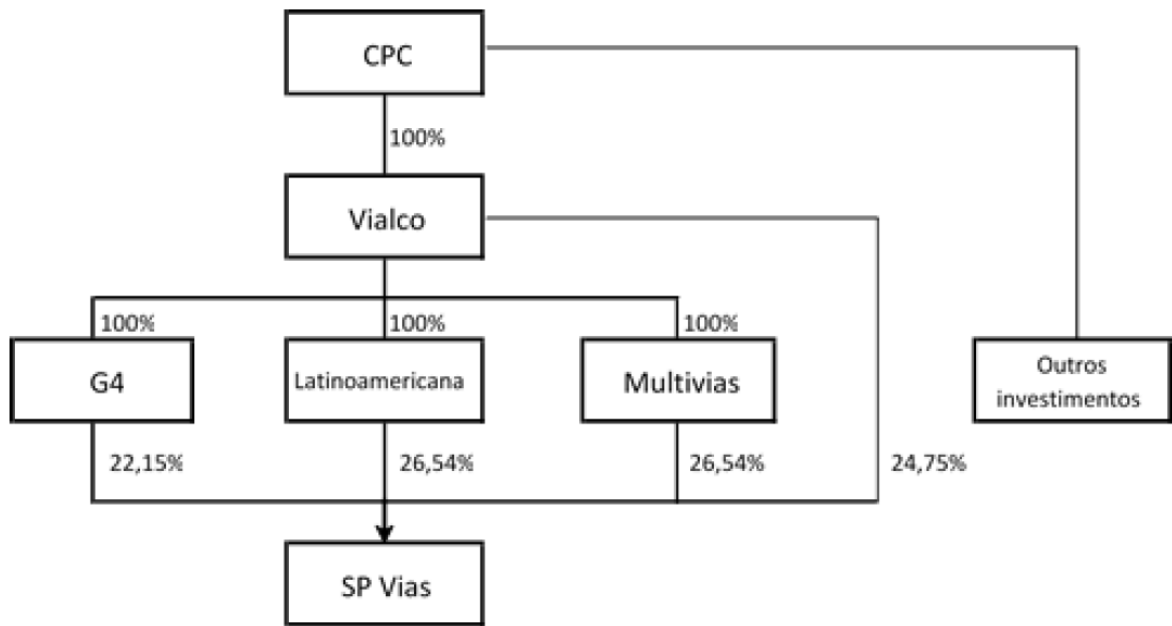 CPC
100%
Vialco
100%
100%
100%
G4
Latinoamericana
Multivias
Outros
investimentos
22,15%
26,54%
26,54%
24,75%
SP Vias